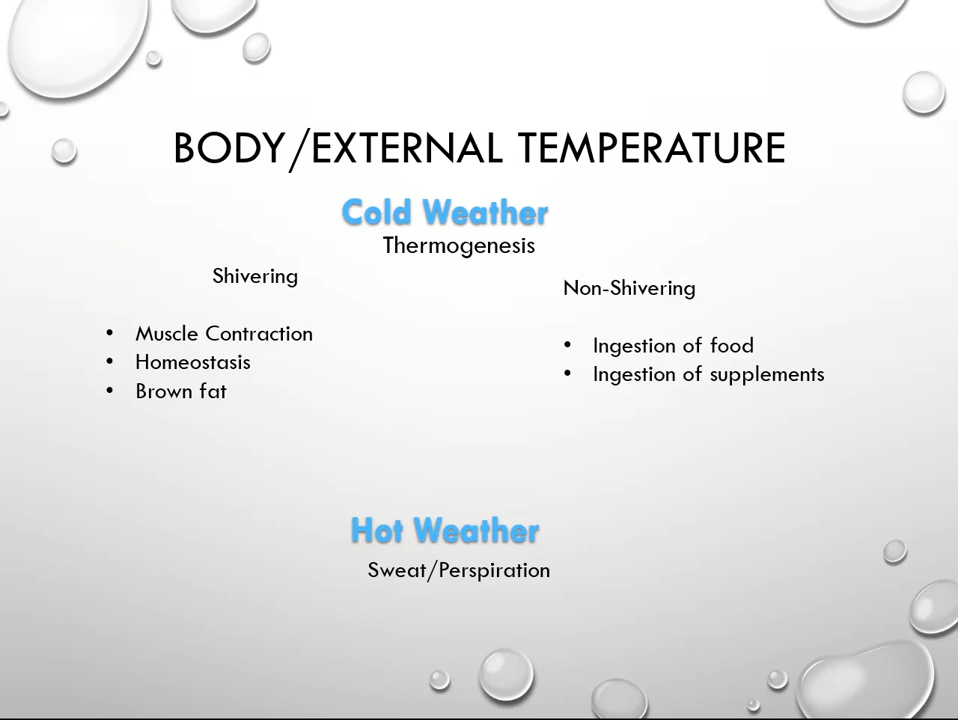 BODY/EXTERNAL TEMPERATURE
Cold Weather
Thermogenesis
Shivering
• Muscle Contraction
• Homeostasis
• Brown fat
Non-Shivering
• Ingestion of food
• Ingestion of supplements
Hot Weather
Sweat/Perspiration